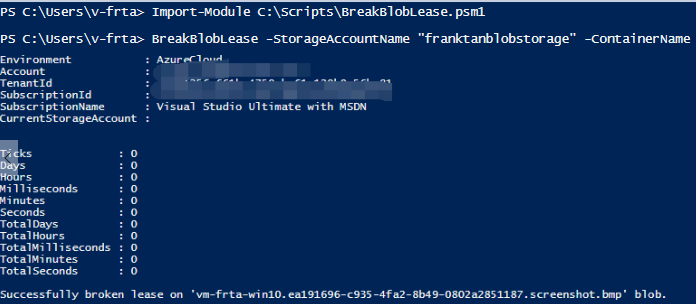 PS C:\Users\v-frta> Import-Module C:\Scripts\BreakBlobLease.psm1
PS C:\Users\v-frta> BreakBlobLease -StorageAccountName "franktanblobstorage" -ContainerName
Environment : AzureCloud
Account :
TenantId :
SubscriptionId :
SubscriptionName : Visual Studio Ultimate with MSDN
CurrentStorageAccount :
Ticks : 0
Days : 0
Hours : 0
Milliseconds : 0
Minutes : 0
Seconds : 0
TotalDays : 0
TotalHours : 0
TotalMilliseconds : 0
TotalMinutes : 0
TotalSeconds : 0
Successfully broken lease on 'vm-frta-win10.ea191696-c935-4fa2-8b49-0802a2851187.screenshot.bmp' blob.